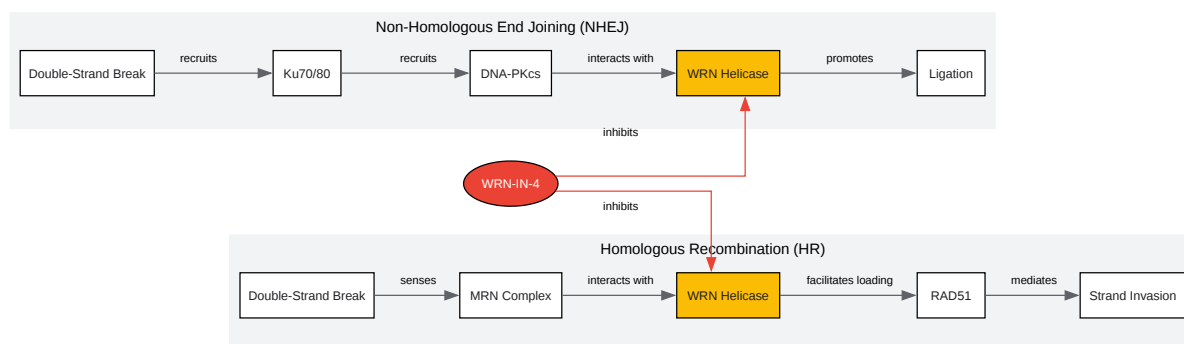 Non-Homologous End Joining (NHEJ)
Double-Strand Break
recruits
Ku70/80
recruits
DNA-PKcs
interacts with
WRN Helicase
promotes
Ligation
inhibits
WRN-IN-4
inhibits
Homologous Recombination (HR)
Double-Strand Break
senses
MRN Complex
interacts with
WRN Helicase
facilitates loading
RAD51
mediates
Strand Invasion